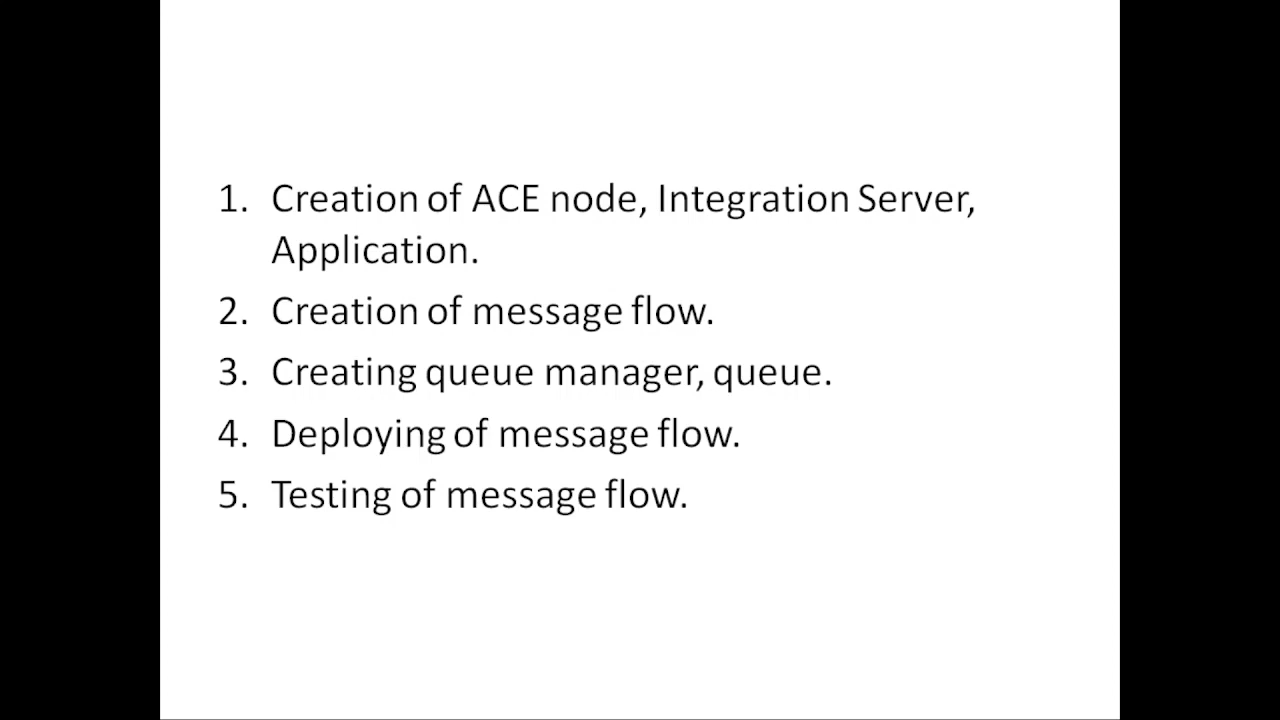 1. Creation of ACE node, Integration Server,
Application.
2. Creation of message flow.
3. Creating queue manager, queue.
4. Deploying of message flow.
5. Testing of message flow.